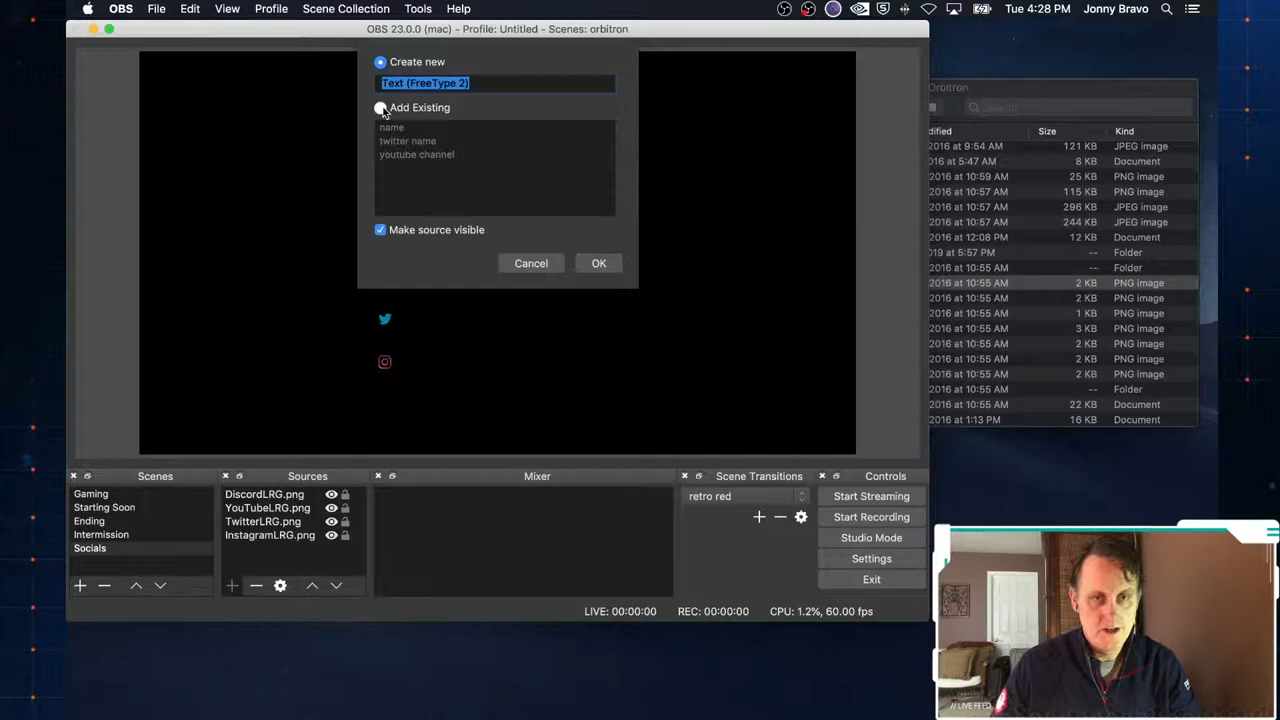 OBS File Edit View Profile Scene Collection Tools Help Tue 4:28 PM Jonny Bravo
OBS 23.0.0 (mac) - Profile: Untitled - Scenes: orbitron
Create new
Text (FreeType 2)
Add Existing
name
twitter name
youtube channel
Make source visible
Cancel OK
Orbitron
Search
dified Size Kind
2016 at 9:54 AM 121 KB JPEG image
2016 at 5:47 AM 8 KB Document
2016 at 10:59 AM 25 KB PNG image
2016 at 10:57 AM 115 KB PNG image
2016 at 10:57 AM 296 KB JPEG image
2016 at 10:57 AM 244 KB JPEG image
2016 at 12:08 PM 12 KB Document
019 at 5:57 PM -- Folder
2016 at 10:55 AM -- Folder
2016 at 10:55 AM 2 KB PNG image
2016 at 10:55 AM 2 KB PNG image
2016 at 10:55 AM 1 KB PNG image
2016 at 10:55 AM 3 KB PNG image
2016 at 10:55 AM 2 KB PNG image
2016 at 10:55 AM 2 KB PNG image
2016 at 10:55 AM 2 KB PNG image
2016 at 10:55 AM -- Folder
2016 at 10:55 AM 22 KB Document
2016 at 1:13 PM 16 KB Document
Scenes
Gaming
Starting Soon
Ending
Intermission
Socials
Sources
DiscordLRG.png
YouTubeLRG.png
TwitterLRG.png
InstagramLRG.png
Mixer
Scene Transitions
retro red
Controls
Start Streaming
Start Recording
Studio Mode
Settings
Exit
LIVE: 00:00:00 REC: 00:00:00 CPU: 1.2%, 60.00 fps
// LIVE FEED